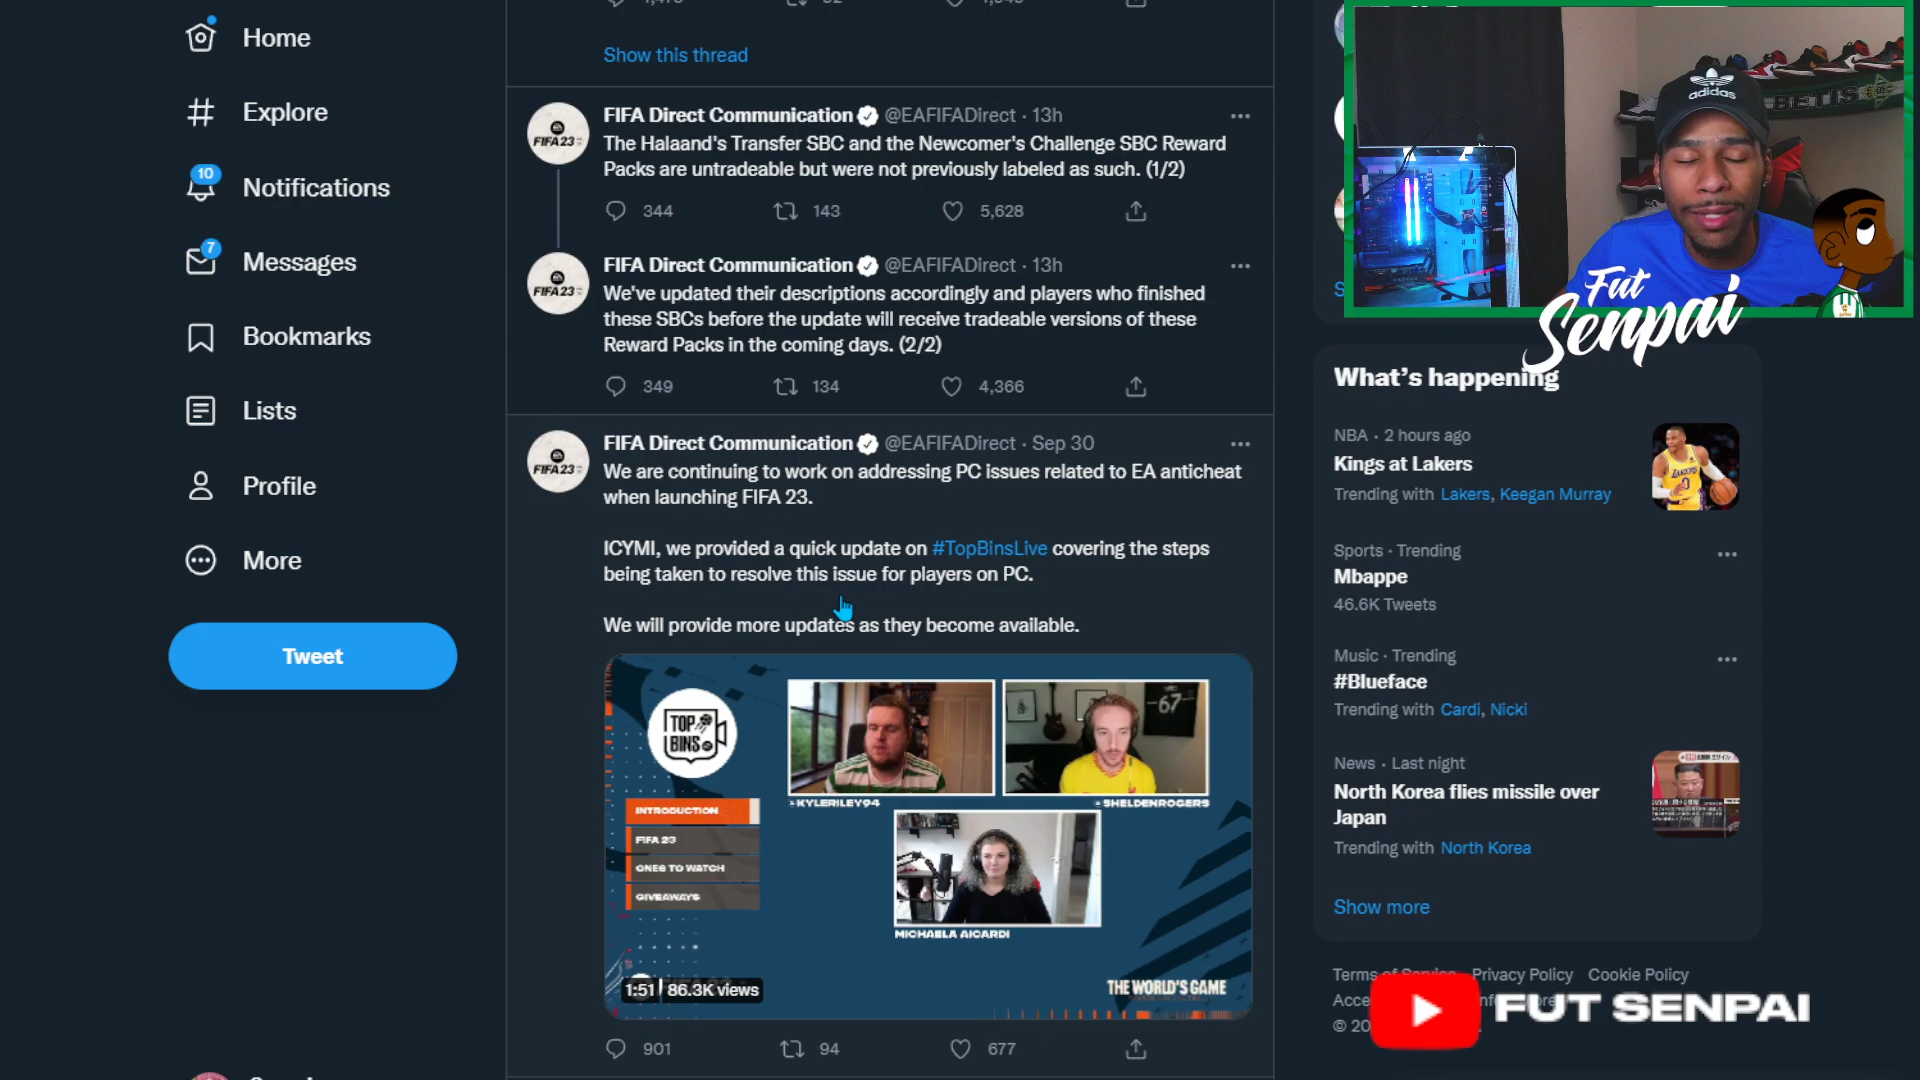 Home
Explore
10
Notifications
7
Messages
Bookmarks
Lists
Profile
More
Tweet
Show this thread
FIFA Direct Communication @EAFIFADirect · 13h
The Halaand's Transfer SBC and the Newcomer's Challenge SBC Reward
Packs are untradeable but were not previously labeled as such. (1/2)
344 143 5,628
FIFA 23
FIFA Direct Communication @EAFIFADirect · 13h
We've updated their descriptions accordingly and players who finished
these SBCs before the update will receive tradeable versions of these
Reward Packs in the coming days. (2/2)
349 134 4,366
FIFA 23
FIFA Direct Communication @EAFIFADirect · Sep 30
We are continuing to work on addressing PC issues related to EA anticheat
when launching FIFA 23.
ICYMI, we provided a quick update on #TopBinsLive covering the steps
being taken to resolve this issue for players on PC.
We will provide more updates as they become available.
FIFA 23
TOP
BINS
INTRODUCTION
FIFA 23
ONES TO WATCH
GIVEAWAYS
KYLERILEY94
-67-
SHELDENROGERS
MICHAELA AICARDI
1:51 86.3K views
THE WORLD'S GAME
901 94 677
adidas
BETIS
Fut
Senpai
What's happening
NBA · 2 hours ago
Kings at Lakers
Trending with Lakers, Keegan Murray
Sports · Trending
Mbappe
46.6K Tweets
Music · Trending
#Blueface
Trending with Cardi, Nicki
News · Last night
North Korea flies missile over
Japan
Trending with North Korea
Show more
Terms of Service Privacy Policy Cookie Policy
FUT SENPAI